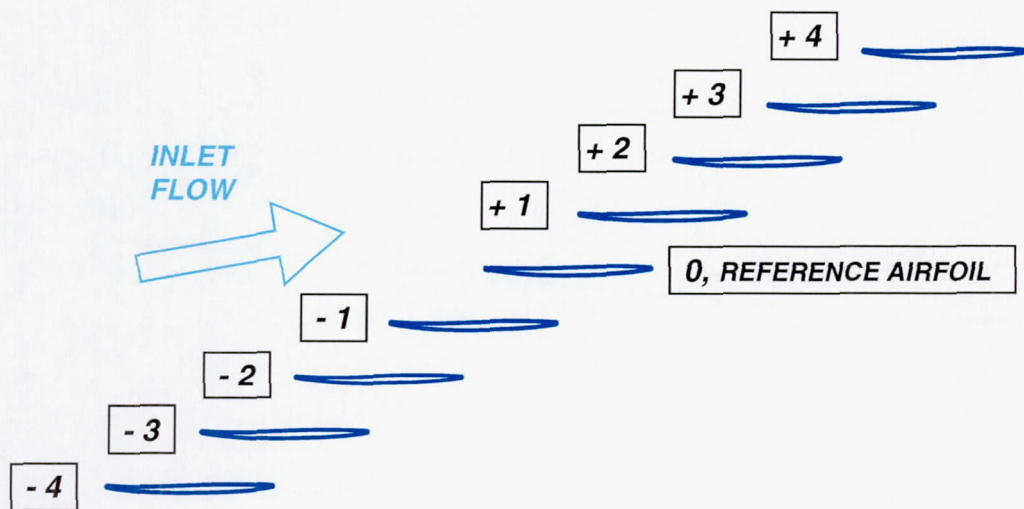 + 4
+ 3
+ 2
INLET
FLOW
+ 1
0, REFERENCE AIRFOIL
- 1
- 2
- 3
- 4